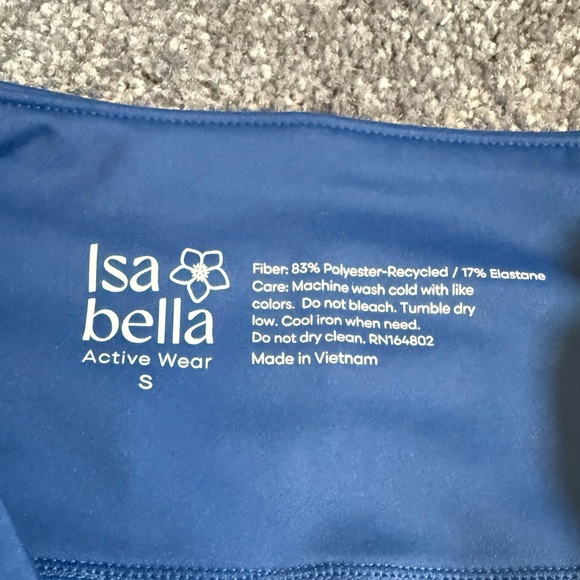 Isa
bella
Active Wear
S
Fiber: 83% Polyester-Recycled / 17% Elastane
Care: Machine wash cold with like
colors. Do not bleach. Tumble dry
low. Cool iron when need.
Do not dry clean. RN164802
Made in Vietnam